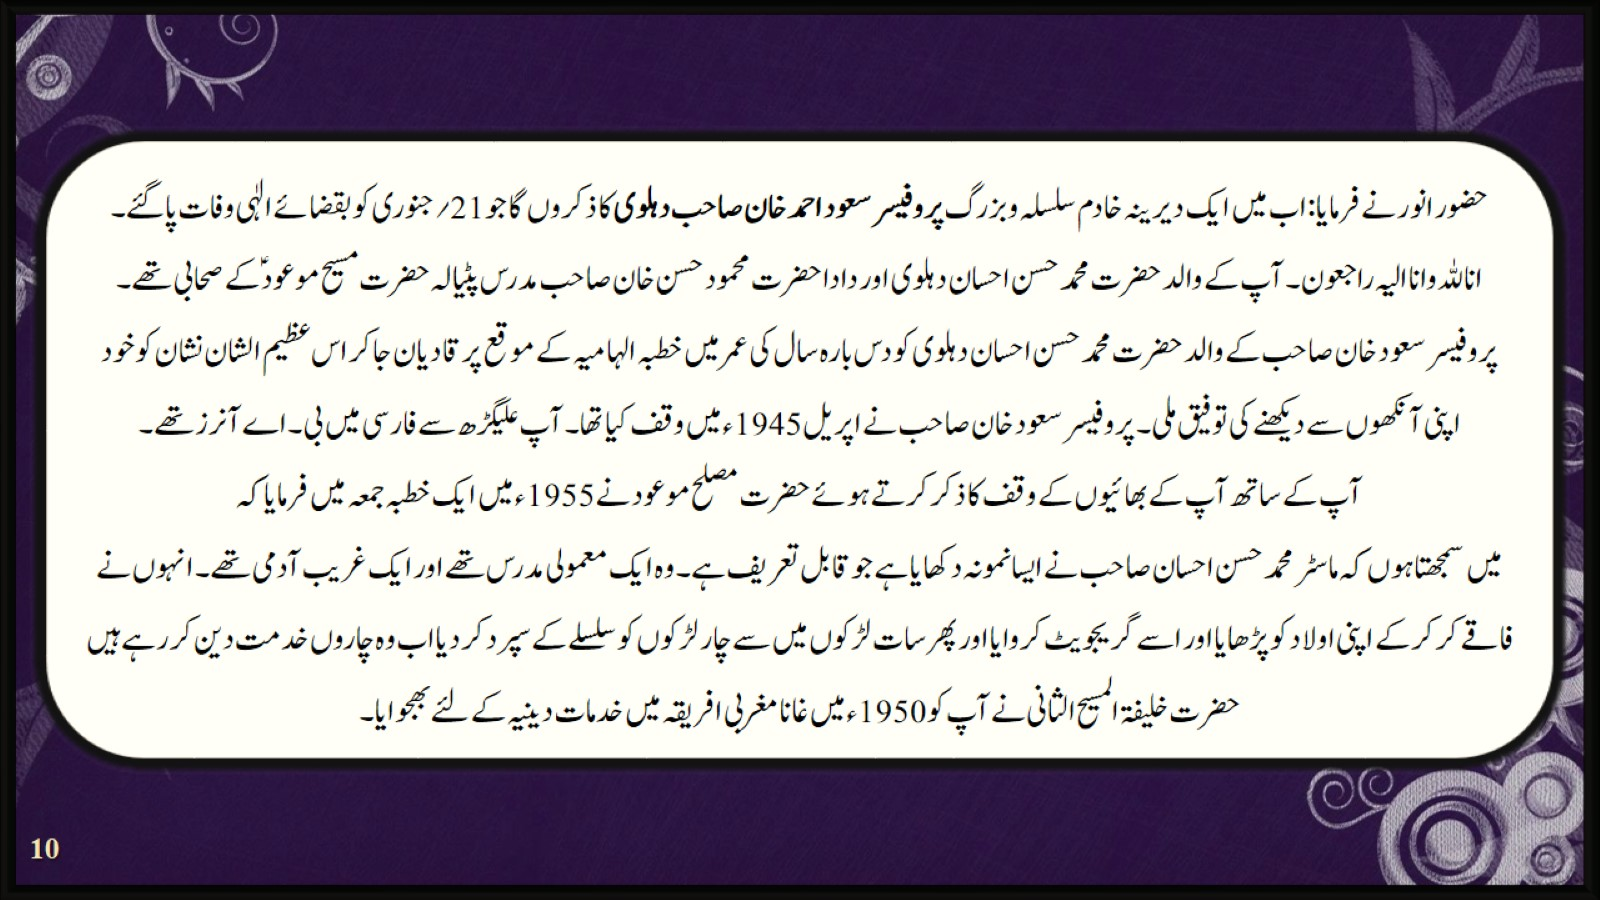 حضور انور نے فرمایا: اب میں ایک دیرینہ خادم سلسلہ و بزرگ پروفیسر سعود احمد خان صاحب دہلوی کا ذکر کروں گا جو 21؍ جنوری کو بقضائے الٰہی وفات پا گئے۔
اناللہ وانا الیہ راجعون۔ آپ کے والد حضرت محمد حسن احسان دہلوی اور دادا حضرت محمود حسن خان صاحب مدرس پٹیالہ حضرت مسیح موعودؑ کے صحابی تھے۔
پروفیسر سعود خان صاحب کے والد حضرت محمد حسن احسان دہلوی کو دس بارہ سال کی عمر میں خطبہ الہامیہ کے موقع پر قادیان جا کر اس عظیم الشان نشان کو خود
اپنی آنکھوں سے دیکھنے کی توفیق ملی۔ پروفیسر سعود خان صاحب نے اپریل 1945ء میں وقف کیا تھا۔ آپ علیگڑھ سے فارسی میں بی۔ اے آنرز تھے۔
آپ کے ساتھ آپ کے بھائیوں کے وقف کا ذکر کرتے ہوئے حضرت مصلح موعود نے 1955ء میں ایک خطبہ جمعہ میں فرمایا کہ
میں سمجھتا ہوں کہ ماسٹر محمد حسن احسان صاحب نے ایسا نمونہ دکھایا ہے جو قابل تعریف ہے۔ وہ ایک معمولی مدرس تھے اور ایک غریب آدمی تھے۔ انہوں نے
فاقے کر کر کے اپنی اولاد کو پڑھایا اور اسے گریجویٹ کروایا اور پھر سات لڑکوں میں سے چار لڑکوں کو سلسلے کے سپرد کر دیا اب وہ چاروں خدمت دین کر رہے ہیں
حضرت خلیفۃ المسیح الثانی نے آپ کو 1950ء میں غانا مغربی افریقہ میں خدمات دینیہ کے لئے بھجوایا۔
10